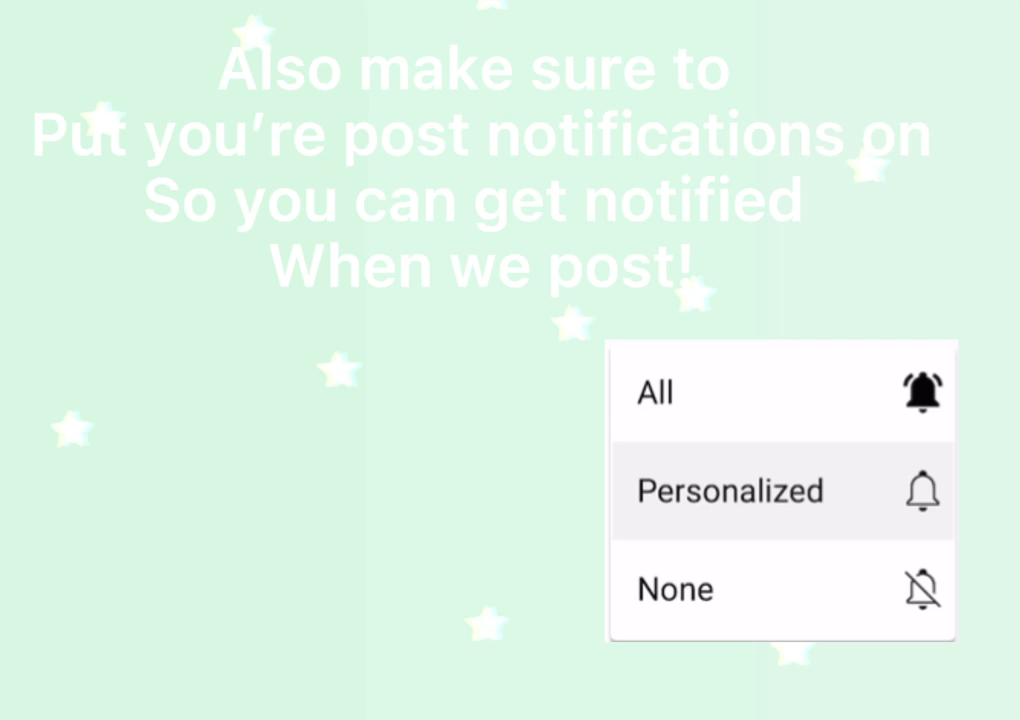 Also make sure to
Put you’re post notifications on
So you can get notified
When we post!
All
Personalized
None